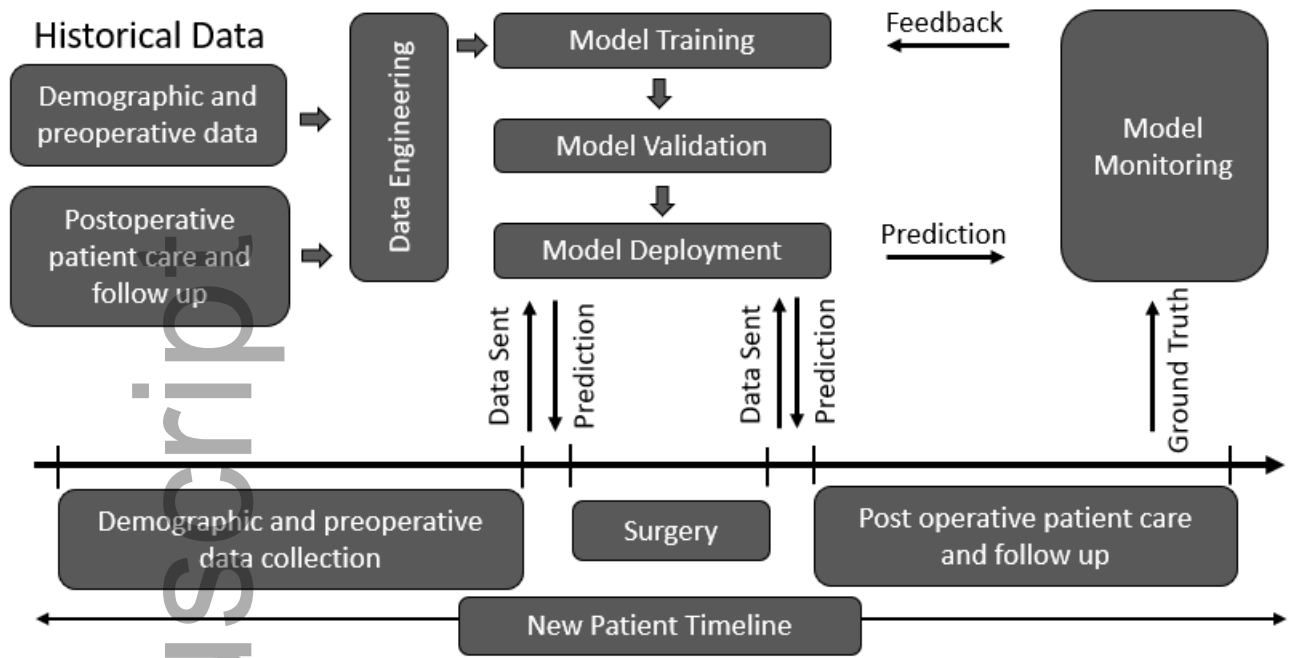 Historical Data
Demographic and
preoperative data
Postoperative
patient care and
follow up
Data Engineering
Model Training
Model Validation
Model Deployment
Feedback
Prediction
Model
Monitoring
Data Sent
Prediction
Data Sent
Prediction
Ground Truth
Demographic and preoperative
data collection
Surgery
Post operative patient care
and follow up
New Patient Timeline
uscript